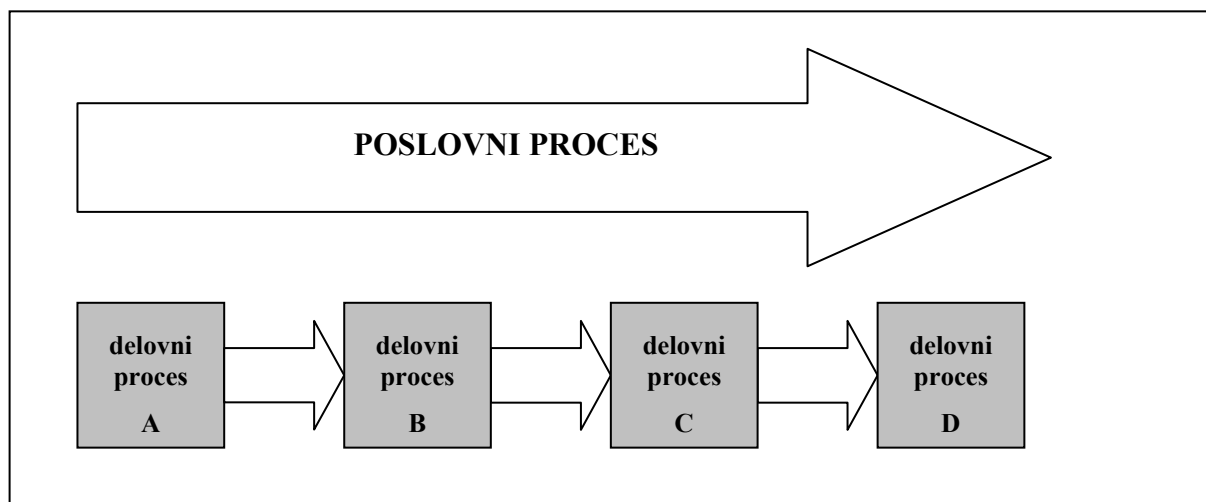 POSLOVNI PROCES
delovni
proces
A
delovni
proces
B
delovni
proces
C
delovni
proces
D